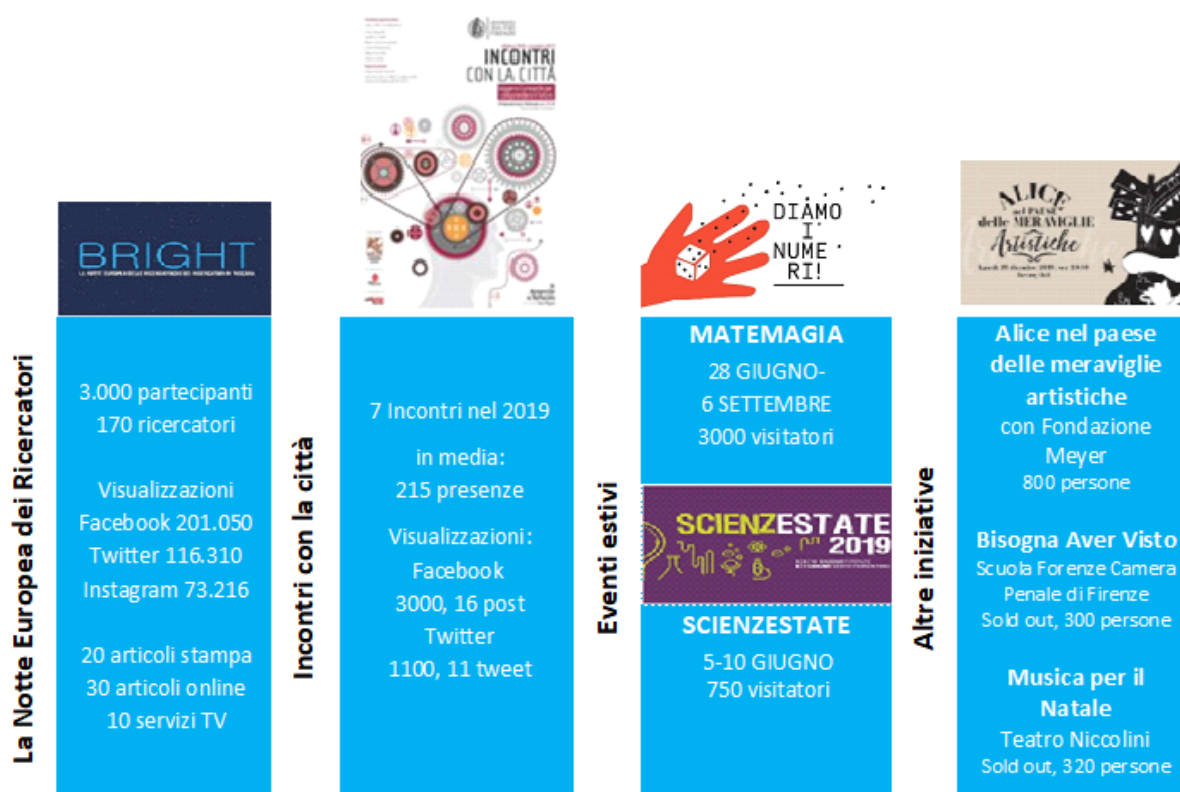 La Notte Europea dei Ricercatori
BRIGHT
3.000 partecipanti
170 ricercatori
Visualizzazioni
Facebook 201.050
Twitter 116.310
Instagram 73.216
20 articoli stampa
30 articoli online
10 servizi TV
Incontri con la città
INCONTRI
CON LA CITTÀ
7 Incontri nel 2019
in media:
215 presenze
Visualizzazioni:
Facebook
3000, 16 post
Twitter
1100, 11 tweet
Eventi estivi
DIAMO
I
NUME
RI!
MATEMAGIA
28 GIUGNO-
6 SETTEMBRE
3000 visitatori
SCIENZESTATE
2019
SCIENZESTATE
5-10 GIUGNO
750 visitatori
Altre iniziative
ALICE
nel PAESE
delle MERAVIGLIE
Artistiche
Alice nel paese
delle meraviglie
artistiche
con Fondazione
Meyer
800 persone
Bisogna Aver Visto
Scuola Forenze Camera
Penale di Firenze
Sold out, 300 persone
Musica per il
Natale
Teatro Niccolini
Sold out, 320 persone